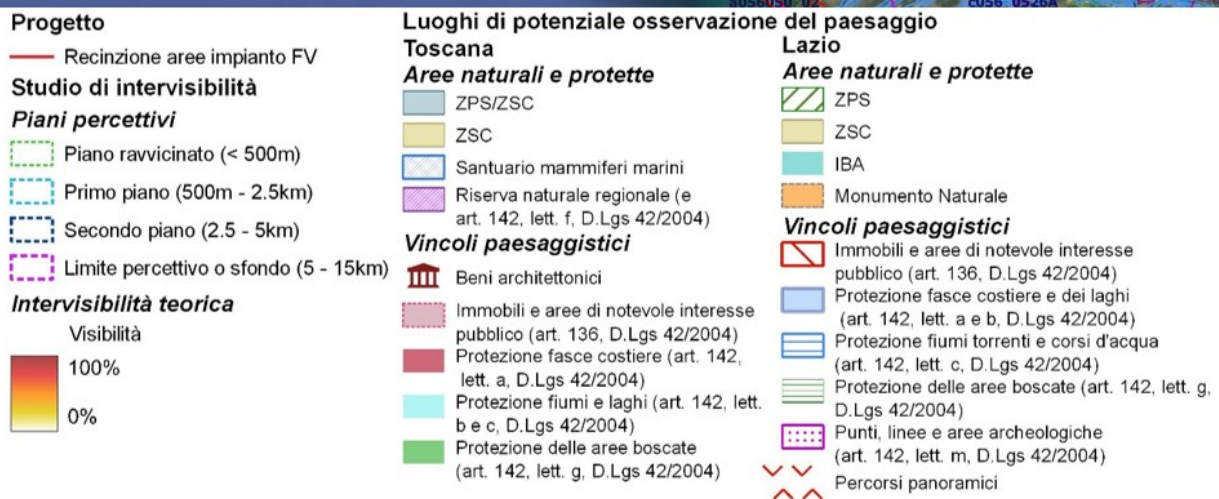 a056050_02
c056_0526A
Progetto
Recinzione aree impianto FV
Studio di intervisibilità
Piani percettivi
Piano ravvicinato (< 500m)
Primo piano (500m - 2.5km)
Secondo piano (2.5 - 5km)
Limite percettivo o sfondo (5 - 15km)
Intervisibilità teorica
Visibilità
100%
0%
Luoghi di potenziale osservazione del paesaggio
Toscana
Aree naturali e protette
ZPS/ZSC
ZSC
Santuario mammiferi marini
Riserva naturale regionale (e
art. 142, lett. f, D.Lgs 42/2004)
Vincoli paesaggistici
Beni architettonici
Immobili e aree di notevole interesse
pubblico (art. 136, D.Lgs 42/2004)
Protezione fasce costiere (art. 142,
lett. a, D.Lgs 42/2004)
Protezione fiumi e laghi (art. 142, lett.
b e c, D.Lgs 42/2004)
Protezione delle aree boscate
(art. 142, lett. g, D.Lgs 42/2004)
Lazio
Aree naturali e protette
ZPS
ZSC
IBA
Monumento Naturale
Vincoli paesaggistici
Immobili e aree di notevole interesse
pubblico (art. 136, D.Lgs 42/2004)
Protezione fasce costiere e dei laghi
(art. 142, lett. a e b, D.Lgs 42/2004)
Protezione fiumi torrenti e corsi d'acqua
(art. 142, lett. c, D.Lgs 42/2004)
Protezione delle aree boscate (art. 142, lett. g,
D.Lgs 42/2004)
Punti, linee e aree archeologiche
(art. 142, lett. m, D.Lgs 42/2004)
Percorsi panoramici